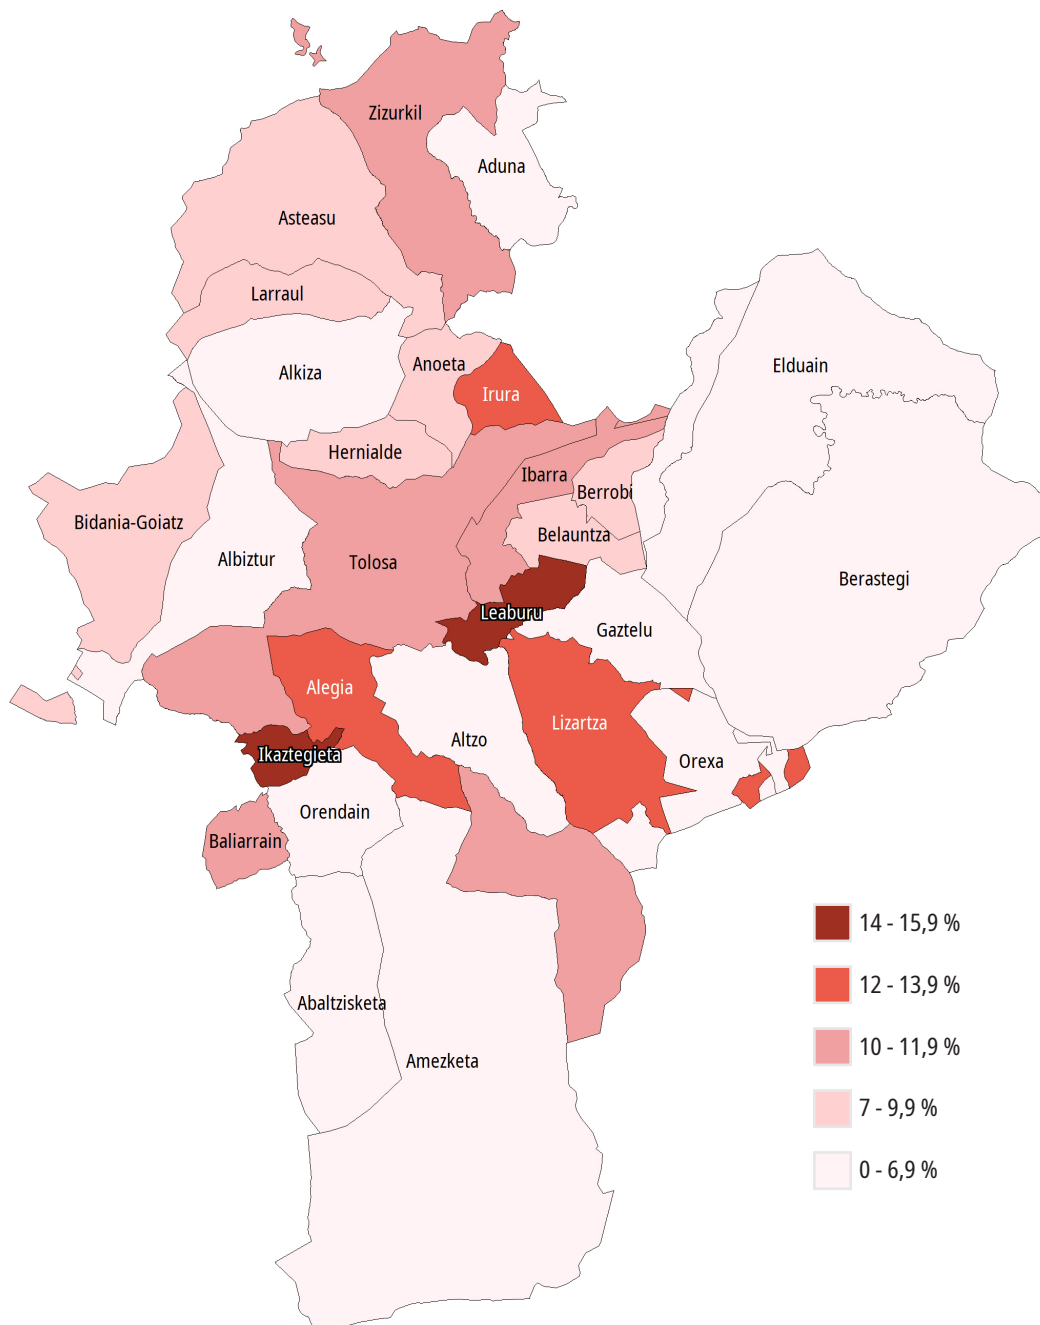 Zizurkil
Aduna
Asteasu
Larraul
Alkiza
Anoeta
Elduain
Irura
Hernialde
Ibarra
Berrobi
Bidania-Goiatz
Belauntza
Albiztur
Tolosa
Berastegi
Leaburu
Gaztelu
Alegia
Lizartza
Altzo
Ikaztegieta
Orexa
Orendain
Baliarrain
14 - 15,9 %
12 - 13,9 %
Abaltzisketa
10 - 11,9 %
Amezketa
7 - 9,9 %
0 - 6,9 %